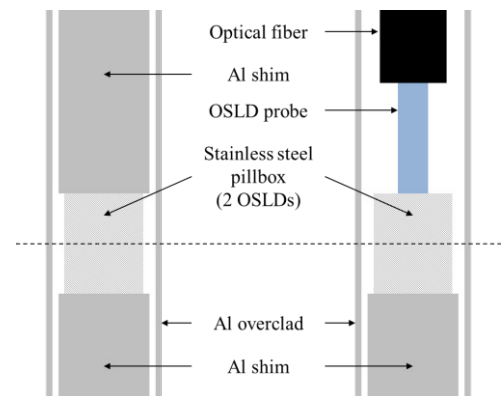 Optical fiber
Al shim
OSLD probe
Stainless steel
pillbox
(2 OSLDs)
Al overclad
Al shim